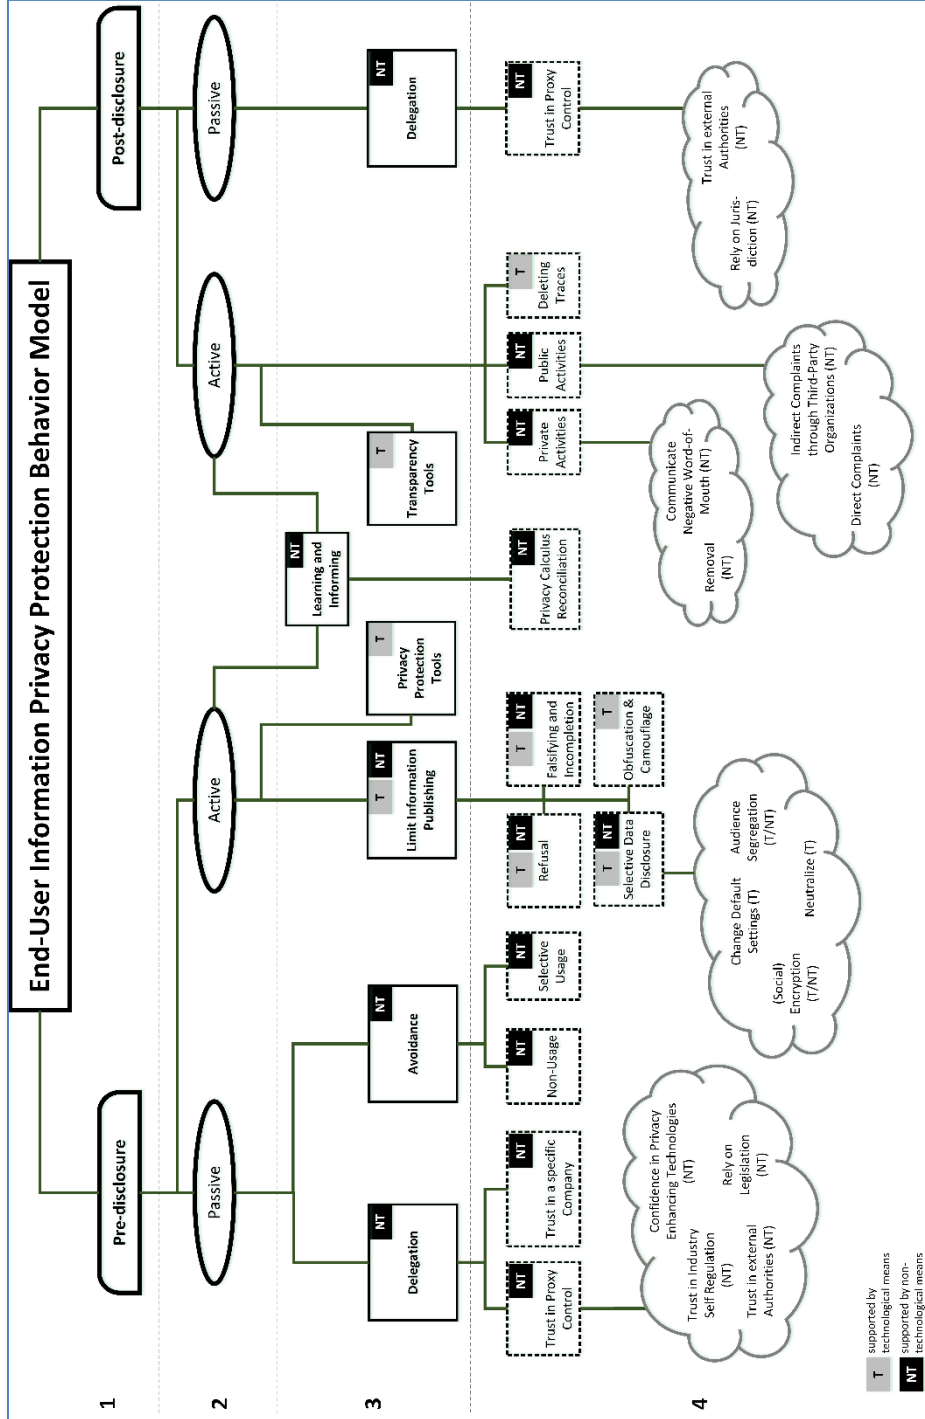 End-User Information Privacy Protection Behavior Model
1
Pre-disclosure
Post-disclosure
2
Passive
Active
Active
Passive
3
NT
Learning and
Informing
NT
Delegation
NT
Avoidance
T
NT
Limit Information
Publishing
T
Privacy
Protection
Tools
T
Transparency
Tools
NT
Delegation
4
NT
Trust in Proxy
Control
NT
Trust in a specific
Company
NT
Non-Usage
NT
Selective
Usage
T
NT
Refusal
T
NT
Falsifying and
Incompletion
T
NT
Selective Data
Disclosure
T
Obfuscation &
Camouflage
NT
Privacy Calculus
Reconciliation
NT
Private
Activities
NT
Public
Activities
T
Deleting
Traces
NT
Trust in Proxy
Control
Confidence in Privacy
Enhancing Technologies
(NT)
Trust in Industry
Self Regulation
(NT)
Rely on
Legislation
(NT)
Trust in external
Authorities (NT)
Change Default
Settings (T)
Audience
Segregation
(T/NT)
(Social)
Encryption
(T/NT)
Neutralize (T)
Communicate
Negative Word-of-
Mouth (NT)
Removal
(NT)
Indirect Complaints
through Third-Party
Organizations (NT)
Direct Complaints
(NT)
Trust in external
Authorities
(NT)
Rely on Juris-
diction (NT)
T
supported by
technological means
NT
supported by non-
technological means